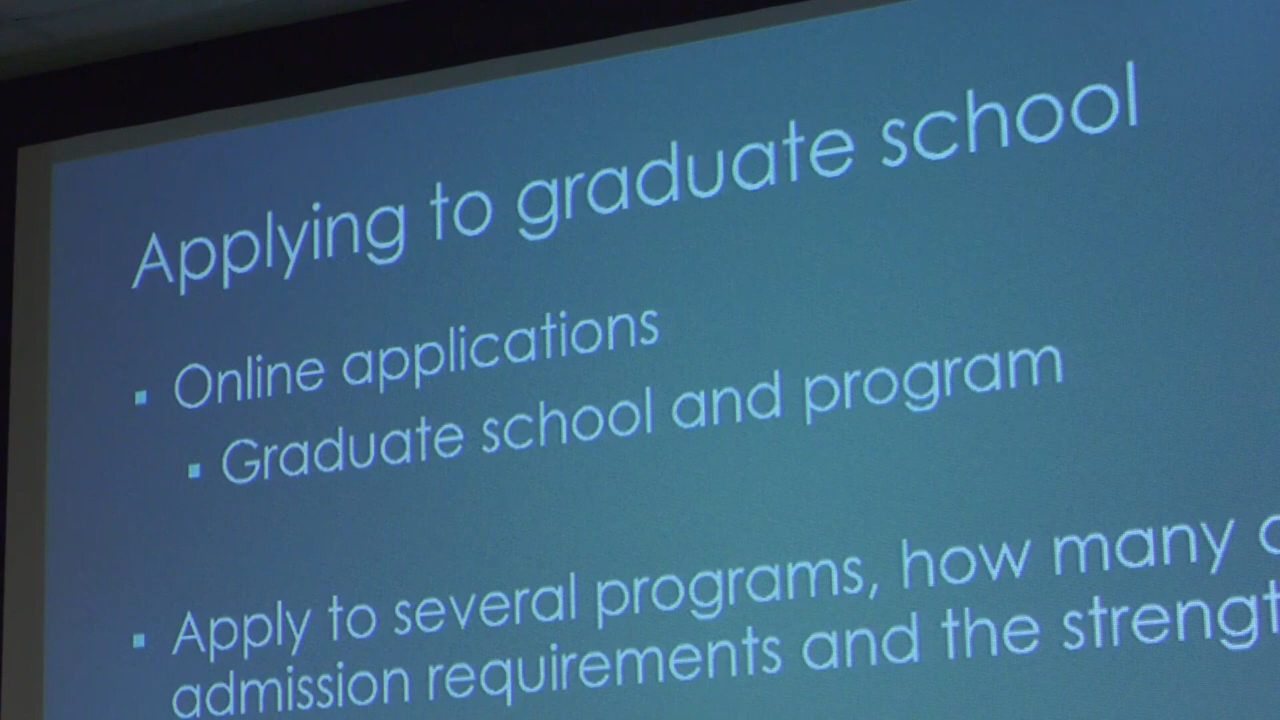 Applying to graduate school
Online applications
Graduate school and program
Apply to several programs, how many
admission requirements and the